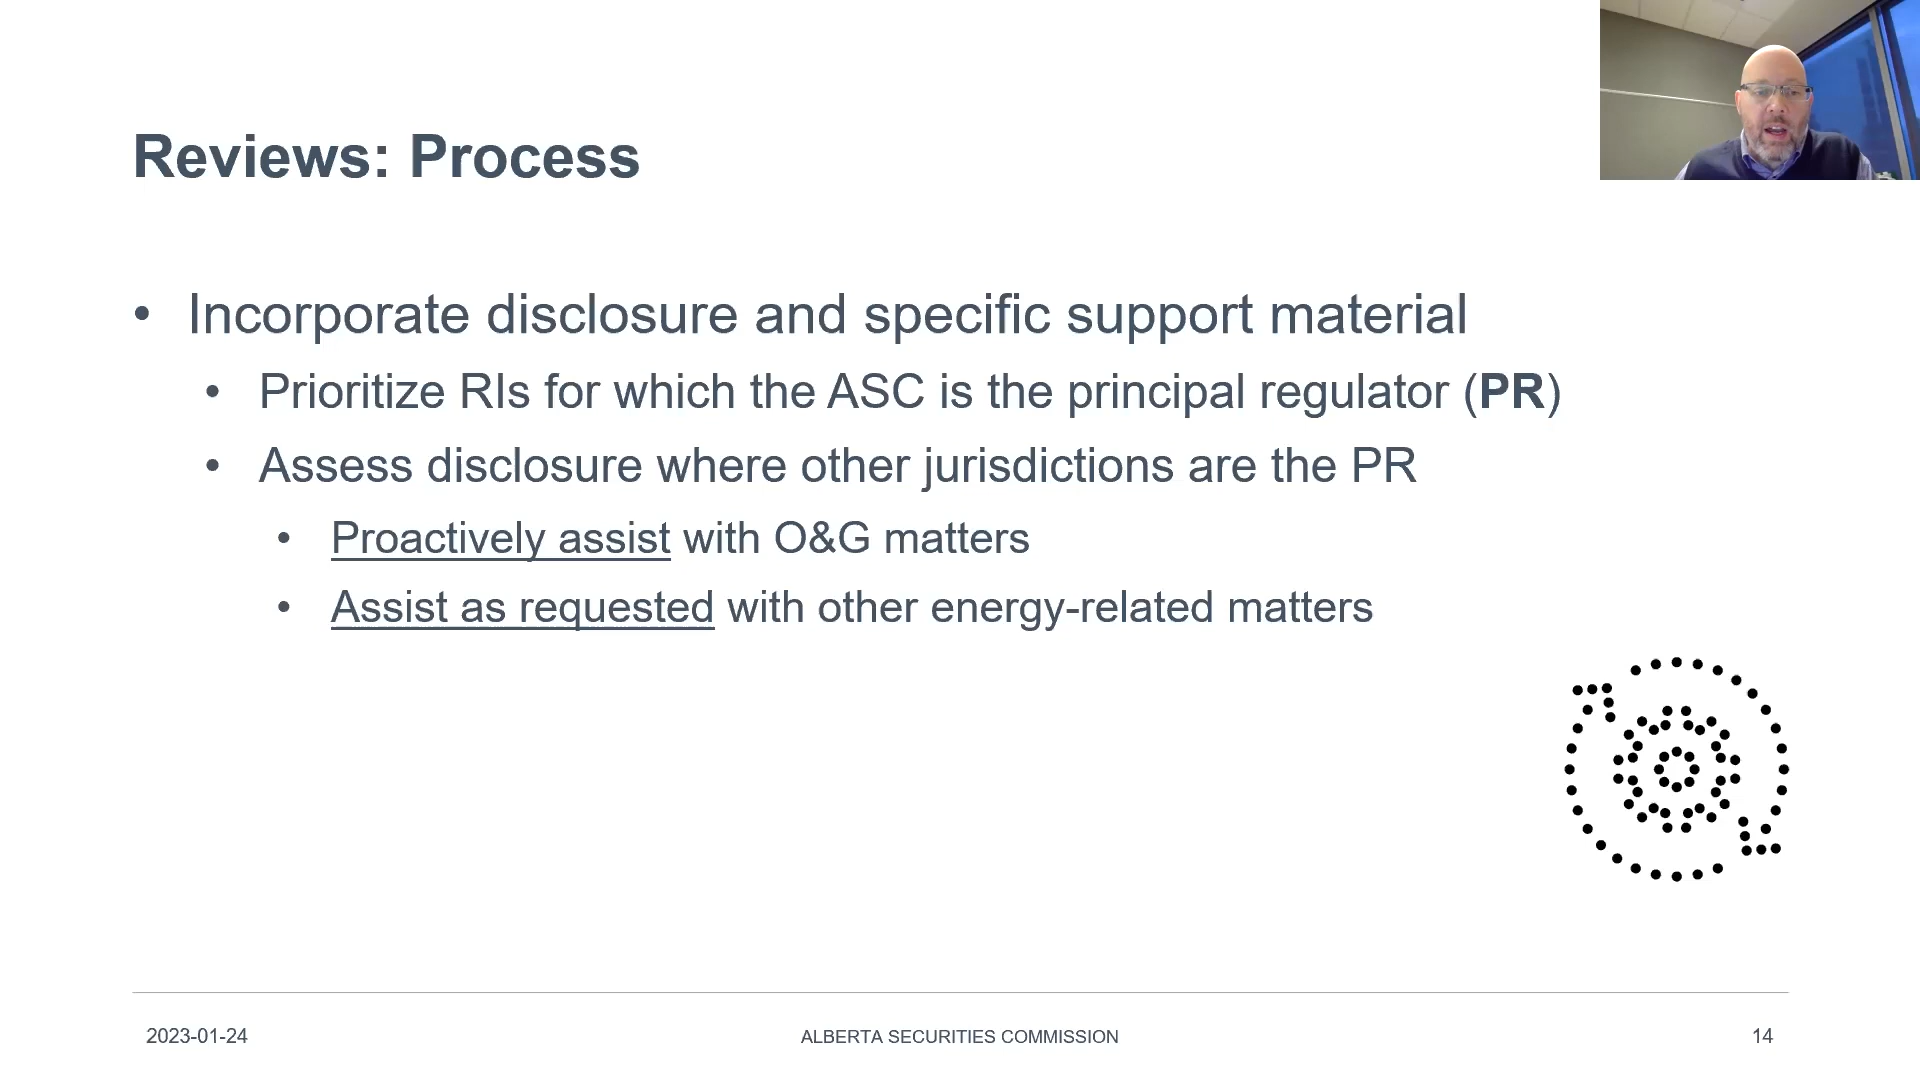 Reviews: Process
• Incorporate disclosure and specific support material
• Prioritize RIs for which the ASC is the principal regulator (PR)
• Assess disclosure where other jurisdictions are the PR
• Proactively assist with O&G matters
• Assist as requested with other energy-related matters
2023-01-24
ALBERTA SECURITIES COMMISSION
14